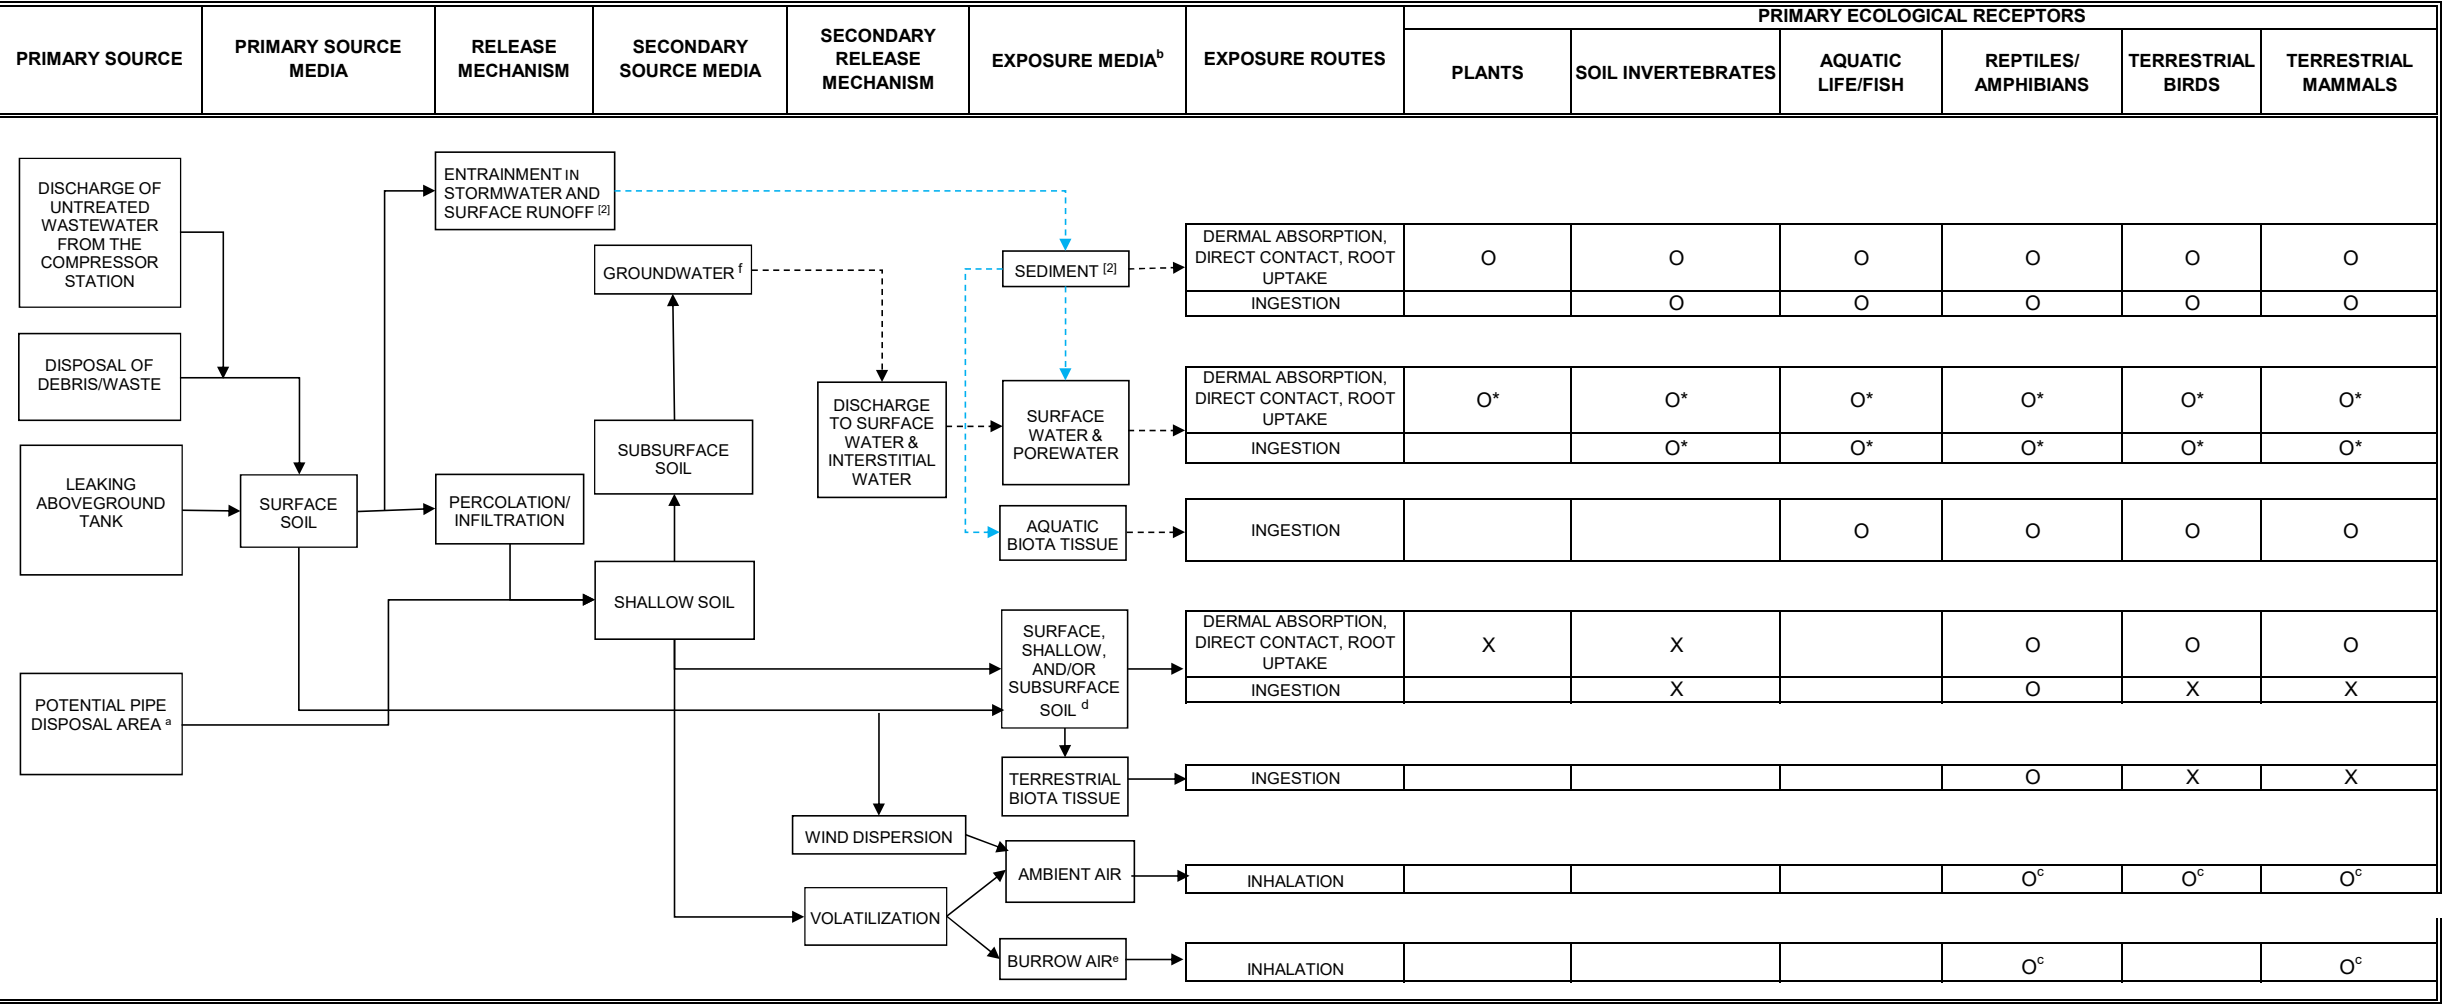 PRIMARY ECOLOGICAL RECEPTORS
PRIMARY SOURCE
PRIMARY SOURCE
MEDIA
RELEASE
MECHANISM
SECONDARY
SOURCE MEDIA
SECONDARY
RELEASE
MECHANISM
EXPOSURE MEDIAᵇ
EXPOSURE ROUTES
PLANTS
SOIL INVERTEBRATES
AQUATIC
LIFE/FISH
REPTILES/
AMPHIBIANS
TERRESTRIAL
BIRDS
TERRESTRIAL
MAMMALS
DISCHARGE OF
UNTREATED
WASTEWATER
FROM THE
COMPRESSOR
STATION
DISPOSAL OF
DEBRIS/WASTE
LEAKING
ABOVEGROUND
TANK
POTENTIAL PIPE
DISPOSAL AREA ᵃ
SURFACE
SOIL
ENTRAINMENT IN
STORMWATER AND
SURFACE RUNOFF [2]
PERCOLATION/
INFILTRATION
GROUNDWATER ᶠ
SUBSURFACE
SOIL
SHALLOW SOIL
DISCHARGE
TO SURFACE
WATER &
INTERSTITIAL
WATER
WIND DISPERSION
VOLATILIZATION
SEDIMENT [2]
SURFACE
WATER &
POREWATER
AQUATIC
BIOTA TISSUE
SURFACE,
SHALLOW,
AND/OR
SUBSURFACE
SOIL ᵈ
TERRESTRIAL
BIOTA TISSUE
AMBIENT AIR
BURROW AIRᵉ
DERMAL ABSORPTION,
DIRECT CONTACT, ROOT
UPTAKE
O O O O O O
INGESTION O O O O O
DERMAL ABSORPTION,
DIRECT CONTACT, ROOT
UPTAKE
O* O* O* O* O* O*
INGESTION O* O* O* O* O*
INGESTION O O O O
DERMAL ABSORPTION,
DIRECT CONTACT, ROOT
UPTAKE
X X O O O
INGESTION X O X X
INGESTION O X X
INHALATION Oᶜ Oᶜ Oᶜ
INHALATION Oᶜ Oᶜ